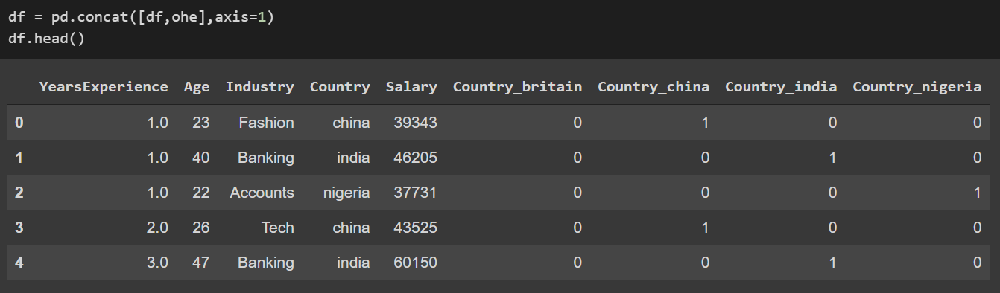 df = pd.concat([df,ohe],axis=1)
df.head()
YearsExperience Age Industry Country Salary Country_britain Country_china Country_india Country_nigeria
0 1.0 23 Fashion china 39343 0 1 0 0
1 1.0 40 Banking india 46205 0 0 1 0
2 1.0 22 Accounts nigeria 37731 0 0 0 1
3 2.0 26 Tech china 43525 0 1 0 0
4 3.0 47 Banking india 60150 0 0 1 0